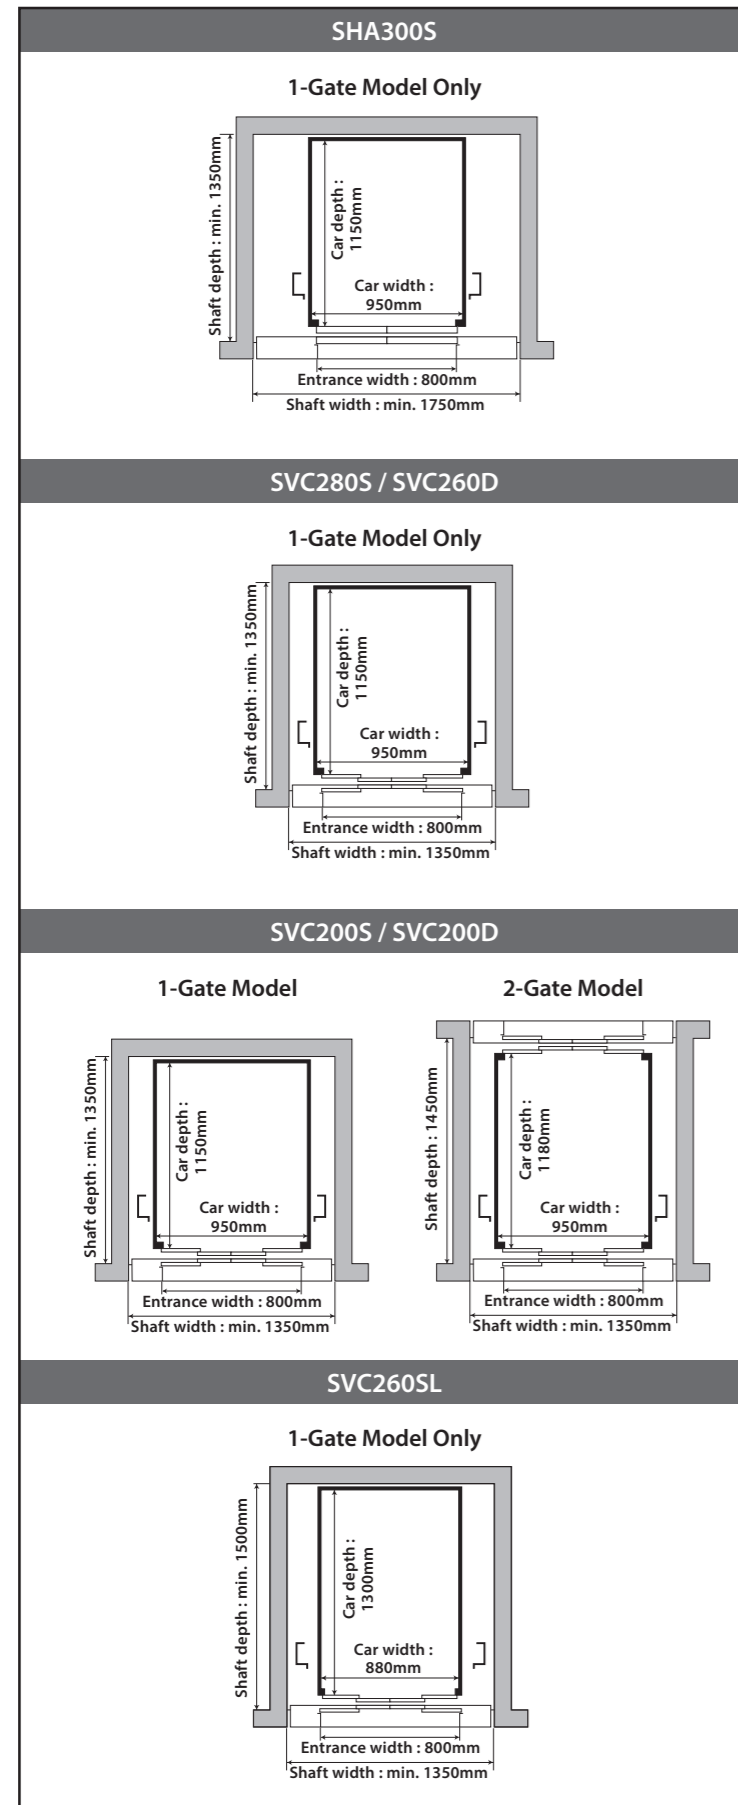 SHA300S
1-Gate Model Only
Shaft depth : min. 1350mm
Car depth :
1150mm
Car width :
950mm
Entrance width : 800mm
Shaft width : min. 1750mm
SVC280S / SVC260D
1-Gate Model Only
Shaft depth : min. 1350mm
Car depth :
1150mm
Car width :
950mm
Entrance width : 800mm
Shaft width : min. 1350mm
SVC200S / SVC200D
1-Gate Model
Shaft depth : min. 1350mm
Car depth :
1150mm
Car width :
950mm
Entrance width : 800mm
Shaft width : min. 1350mm
2-Gate Model
Shaft depth : 1450mm
Car depth :
1180mm
Car width :
950mm
Entrance width : 800mm
Shaft width : min. 1350mm
SVC260SL
1-Gate Model Only
Shaft depth : min. 1500mm
Car depth :
1300mm
Car width :
880mm
Entrance width : 800mm
Shaft width : min. 1350mm